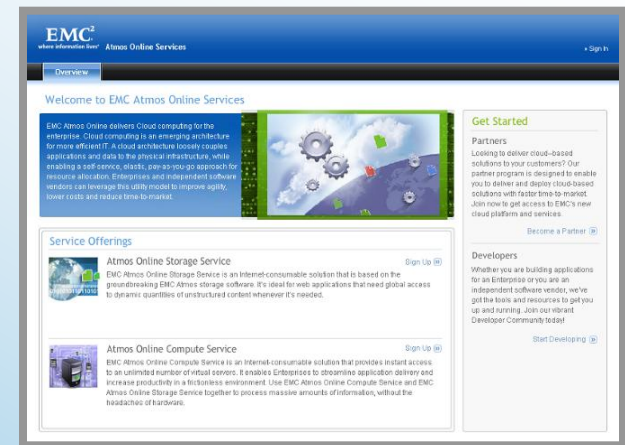 EMC²
where information lives®
Atmos Online Services
» Sign In
Overview
Welcome to EMC Atmos Online Services
EMC Atmos Online delivers Cloud computing for the
enterprise. Cloud computing is an emerging architecture
for more efficient IT. A cloud architecture loosely couples
applications and data to the physical infrastructure, while
enabling a self-service, elastic, pay-as-you-go approach for
resource allocation. Enterprises and independent software
vendors can leverage this utility model to improve agility,
lower costs and reduce time-to-market.
Service Offerings
Atmos Online Storage Service
Sign Up
EMC Atmos Online Storage Service is an Internet-consumable solution that is based on the
groundbreaking EMC Atmos storage software. It's ideal for web applications that need global access
to dynamic quantities of unstructured content whenever it's needed.
Atmos Online Compute Service
Sign Up
EMC Atmos Online Compute Service is an Internet-consumable solution that provides instant access
to an unlimited number of virtual servers. It enables Enterprises to streamline application delivery and
increase productivity in a frictionless environment. Use EMC Atmos Online Compute Service and EMC
Atmos Online Storage Service together to process massive amounts of information, without the
headaches of hardware.
Get Started
Partners
Looking to deliver cloud-based
solutions to your customers? Our
partner program is designed to enable
you to deliver and deploy cloud-based
solutions with faster time-to-market.
Join now to get access to EMC's new
cloud platform and services.
Become a Partner
Developers
Whether you are building applications
for an Enterprise or you are an
independent software vendor, we've
got the tools and resources to get you
up and running. Join our vibrant
Developer Community today!
Start Developing